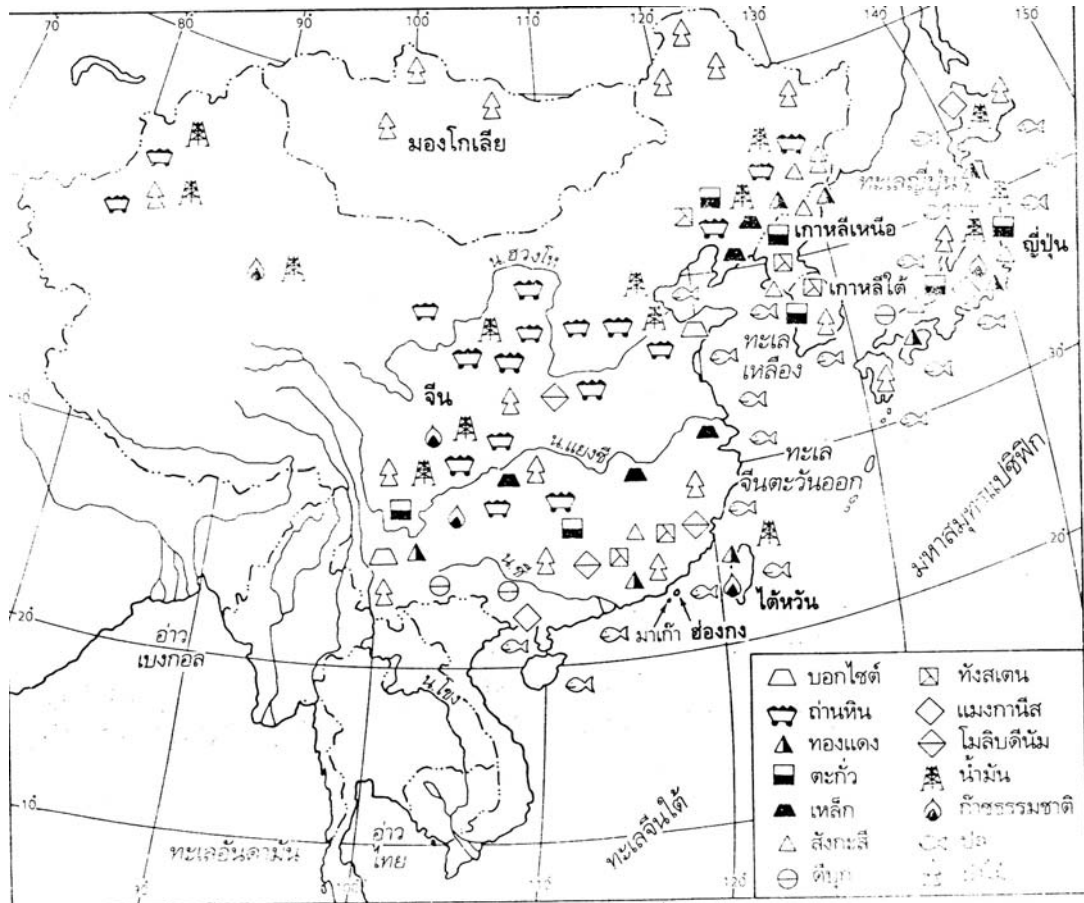 70
80
90
100
110
120
130
140
150
มองโกเลีย
ทะเลญี่ปุ่น
เกาหลีเหนือ
ญี่ปุ่น
น.ฮวงโห
เกาหลีใต้
ทะเล
เหลือง
30
จีน
น.แยงซี
ทะเล
จีนตะวันออก
มหาสมุทรแปซิฟิก
20
น.ซี
ไต้หวัน
มาเก๊า ฮ่องกง
20
อ่าว
เบงกอล
น.โขง
10
ทะเลอันดามัน
อ่าว
ไทย
ทะเลจีนใต้
100
110
120
บอกไซต์
ถ่านหิน
ทองแดง
ตะกั่ว
เหล็ก
สังกะสี
ดีบุก
ทังสเตน
แมงกานีส
โมลิบดีนัม
น้ำมัน
ก๊าซธรรมชาติ